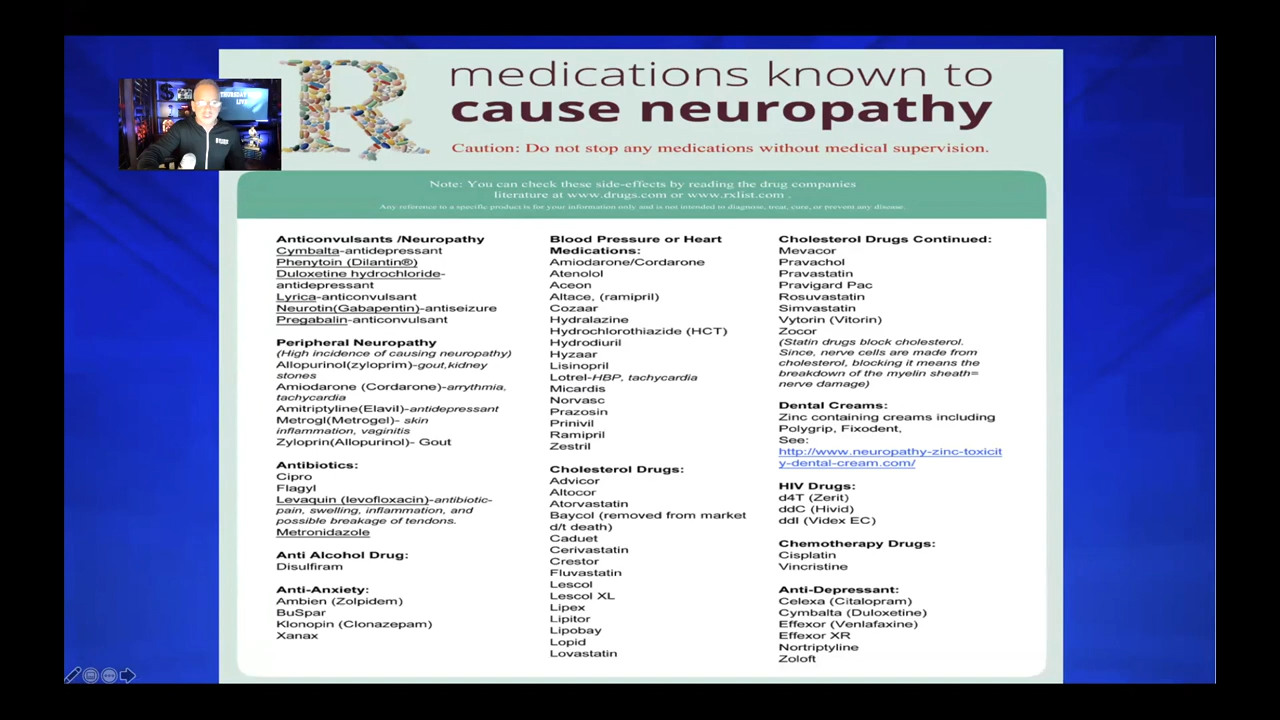 THURSDAY
LIVE
R
medications known to
cause neuropathy
Caution: Do not stop any medications without medical supervision.
Note: You can check these side-effects by reading the drug companies
literature at www.drugs.com or www.rxlist.com .
Any reference to a specific product is for your information only and is not intended to diagnose, treat, cure, or prevent any disease.
Anticonvulsants /Neuropathy
Cymbalta-antidepressant
Phenytoin (Dilantin®)
Duloxetine hydrochloride-
antidepressant
Lyrica-anticonvulsant
Neurotin(Gabapentin)-antiseizure
Pregabalin-anticonvulsant
Peripheral Neuropathy
(High incidence of causing neuropathy)
Allopurinol(zyloprim)-gout,kidney
stones
Amiodarone (Cordarone)-arrythmia,
tachycardia
Amitriptyline(Elavil)-antidepressant
Metrogl(Metrogel)- skin
inflammation, vaginitis
Zyloprin(Allopurinol)- Gout
Antibiotics:
Cipro
Flagyl
Levaquin (levofloxacin)-antibiotic-
pain, swelling, inflammation, and
possible breakage of tendons.
Metronidazole
Anti Alcohol Drug:
Disulfiram
Anti-Anxiety:
Ambien (Zolpidem)
BuSpar
Klonopin (Clonazepam)
Xanax
Blood Pressure or Heart
Medications:
Amiodarone/Cordarone
Atenolol
Aceon
Altace, (ramipril)
Cozaar
Hydralazine
Hydrochlorothiazide (HCT)
Hydrodiuril
Hyzaar
Lisinopril
Lotrel-HBP, tachycardia
Micardis
Norvasc
Prazosin
Prinivil
Ramipril
Zestril
Cholesterol Drugs:
Advicor
Altocor
Atorvastatin
Baycol (removed from market
d/t death)
Caduet
Cerivastatin
Crestor
Fluvastatin
Lescol
Lescol XL
Lipex
Lipitor
Lipobay
Lopid
Lovastatin
Cholesterol Drugs Continued:
Mevacor
Pravachol
Pravastatin
Pravigard Pac
Rosuvastatin
Simvastatin
Vytorin (Vitorin)
Zocor
(Statin drugs block cholesterol.
Since, nerve cells are made from
cholesterol, blocking it means the
breakdown of the myelin sheath=
nerve damage)
Dental Creams:
Zinc containing creams including
Polygrip, Fixodent,
See:
http://www.neuropathy-zinc-toxicit
y-dental-cream.com/
HIV Drugs:
d4T (Zerit)
ddC (Hivid)
ddI (Videx EC)
Chemotherapy Drugs:
Cisplatin
Vincristine
Anti-Depressant:
Celexa (Citalopram)
Cymbalta (Duloxetine)
Effexor (Venlafaxine)
Effexor XR
Nortriptyline
Zoloft